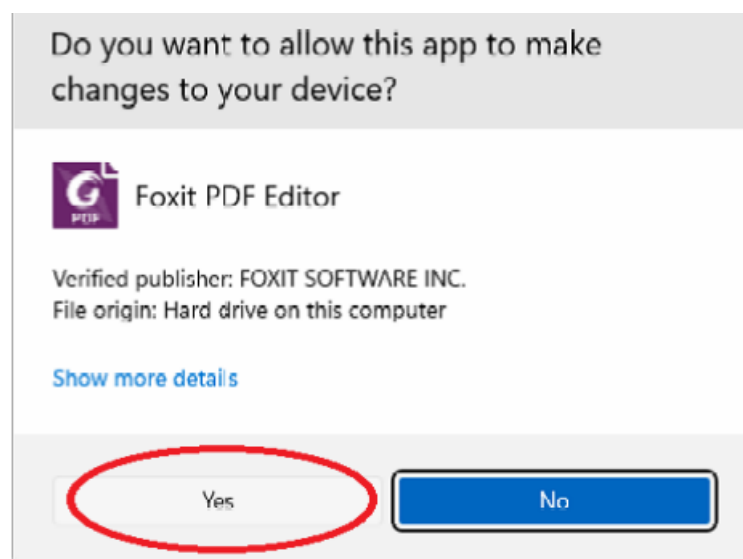 Do you want to allow this app to make
changes to your device?
G
PDF
Foxit PDF Editor
Verified publisher: FOXIT SOFTWARE INC.
File origin: Hard drive on this computer
Show more details
Yes
No